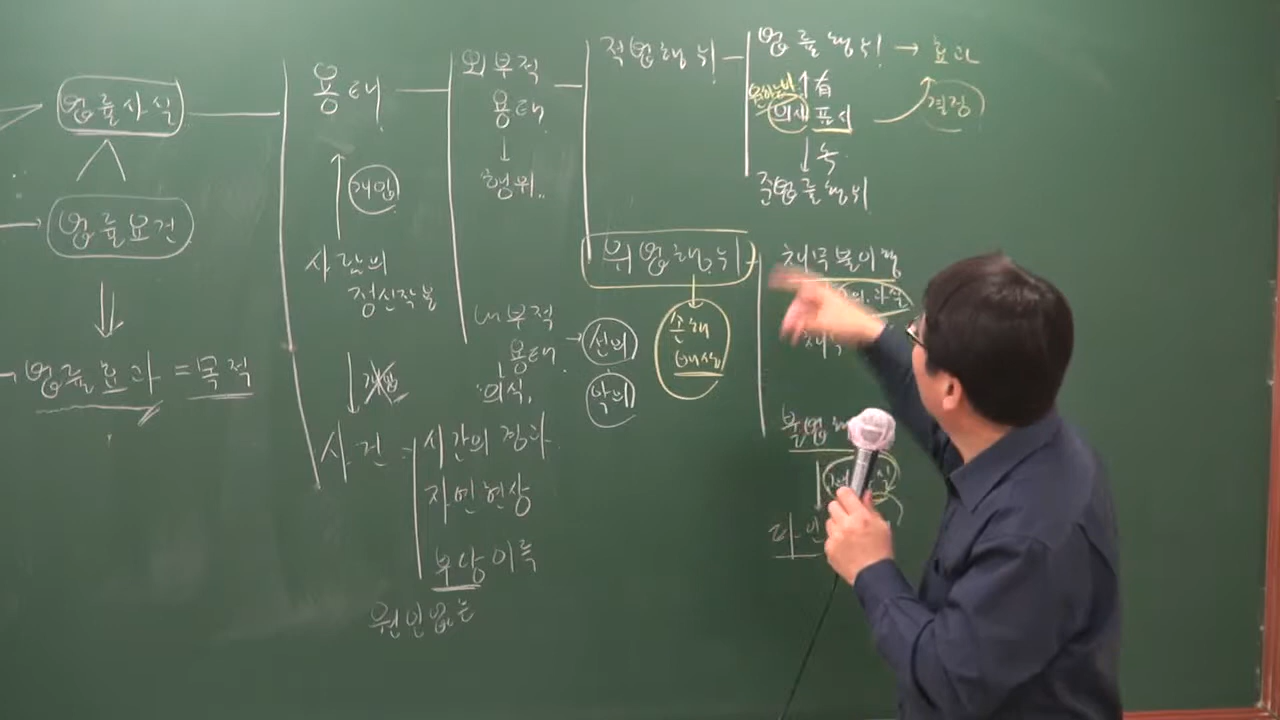 법률사실
법률요건
법률효과 = 목적
용태
개입
사람의
정신작용
개입
사건
시간의 경과
자연현상
부당이득
원인없는
외부적
용태
행위..
내부적
용태
의식.
선의
악의
적법행위
법률행위 → 효과
有
의사표시
결정
준법률행위
위법행위
손해
배상
채무불이행